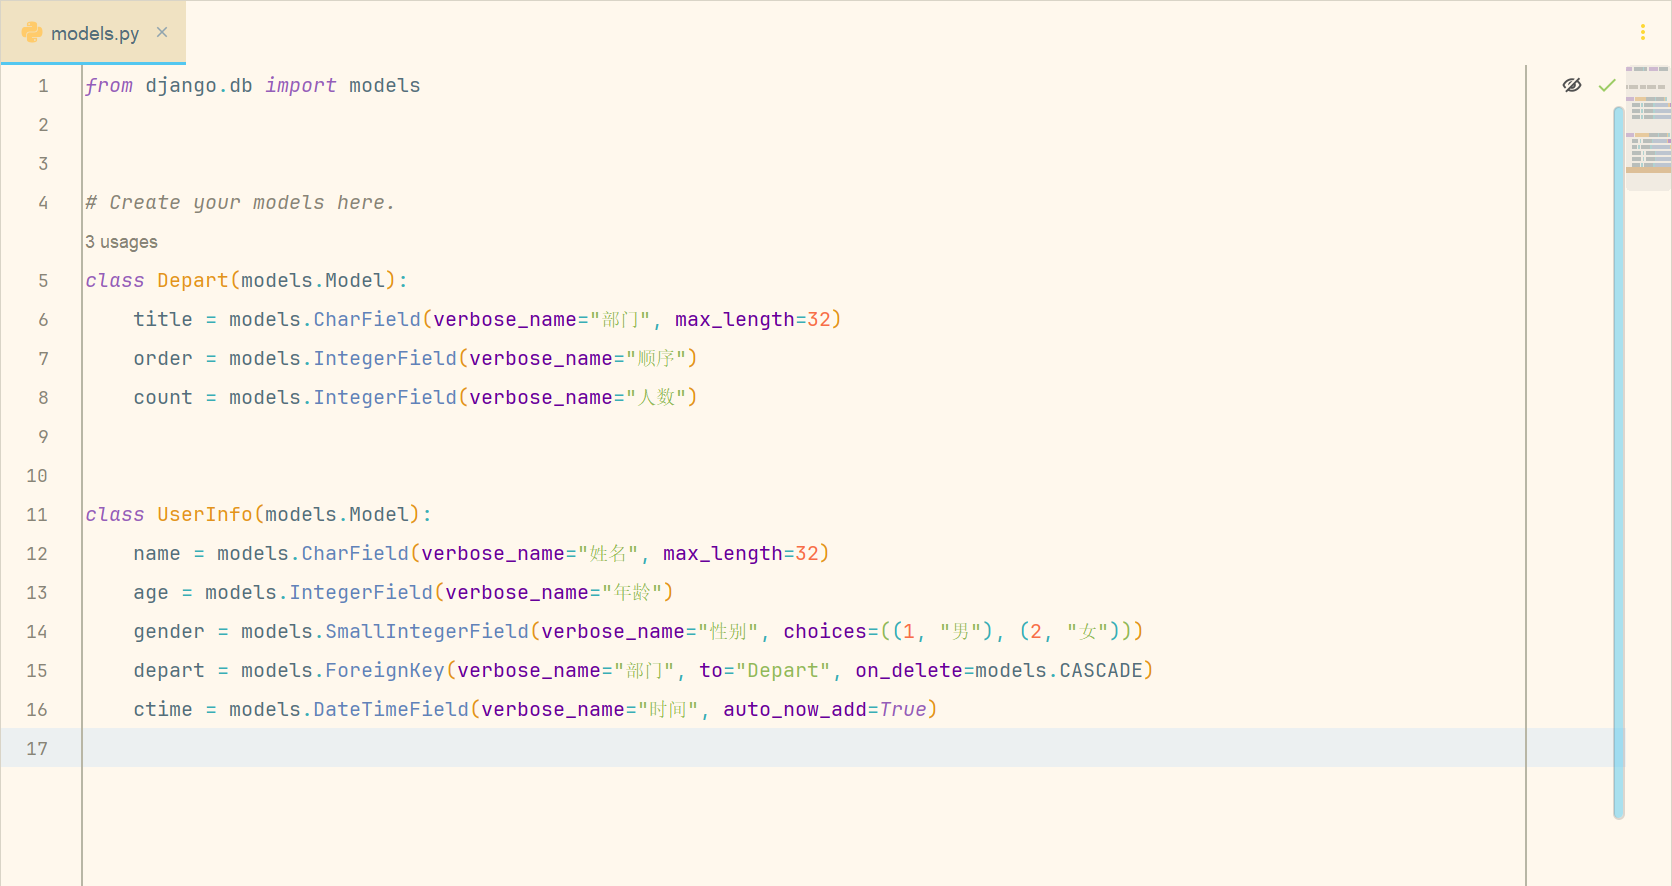 models.py
1 from django.db import models
2
3
4 # Create your models here.
3 usages
5 class Depart(models.Model):
6     title = models.CharField(verbose_name="部门", max_length=32)
7     order = models.IntegerField(verbose_name="顺序")
8     count = models.IntegerField(verbose_name="人数")
9
10
11 class UserInfo(models.Model):
12     name = models.CharField(verbose_name="姓名", max_length=32)
13     age = models.IntegerField(verbose_name="年龄")
14     gender = models.SmallIntegerField(verbose_name="性别", choices=((1, "男"), (2, "女")))
15     depart = models.ForeignKey(verbose_name="部门", to="Depart", on_delete=models.CASCADE)
16     ctime = models.DateTimeField(verbose_name="时间", auto_now_add=True)
17